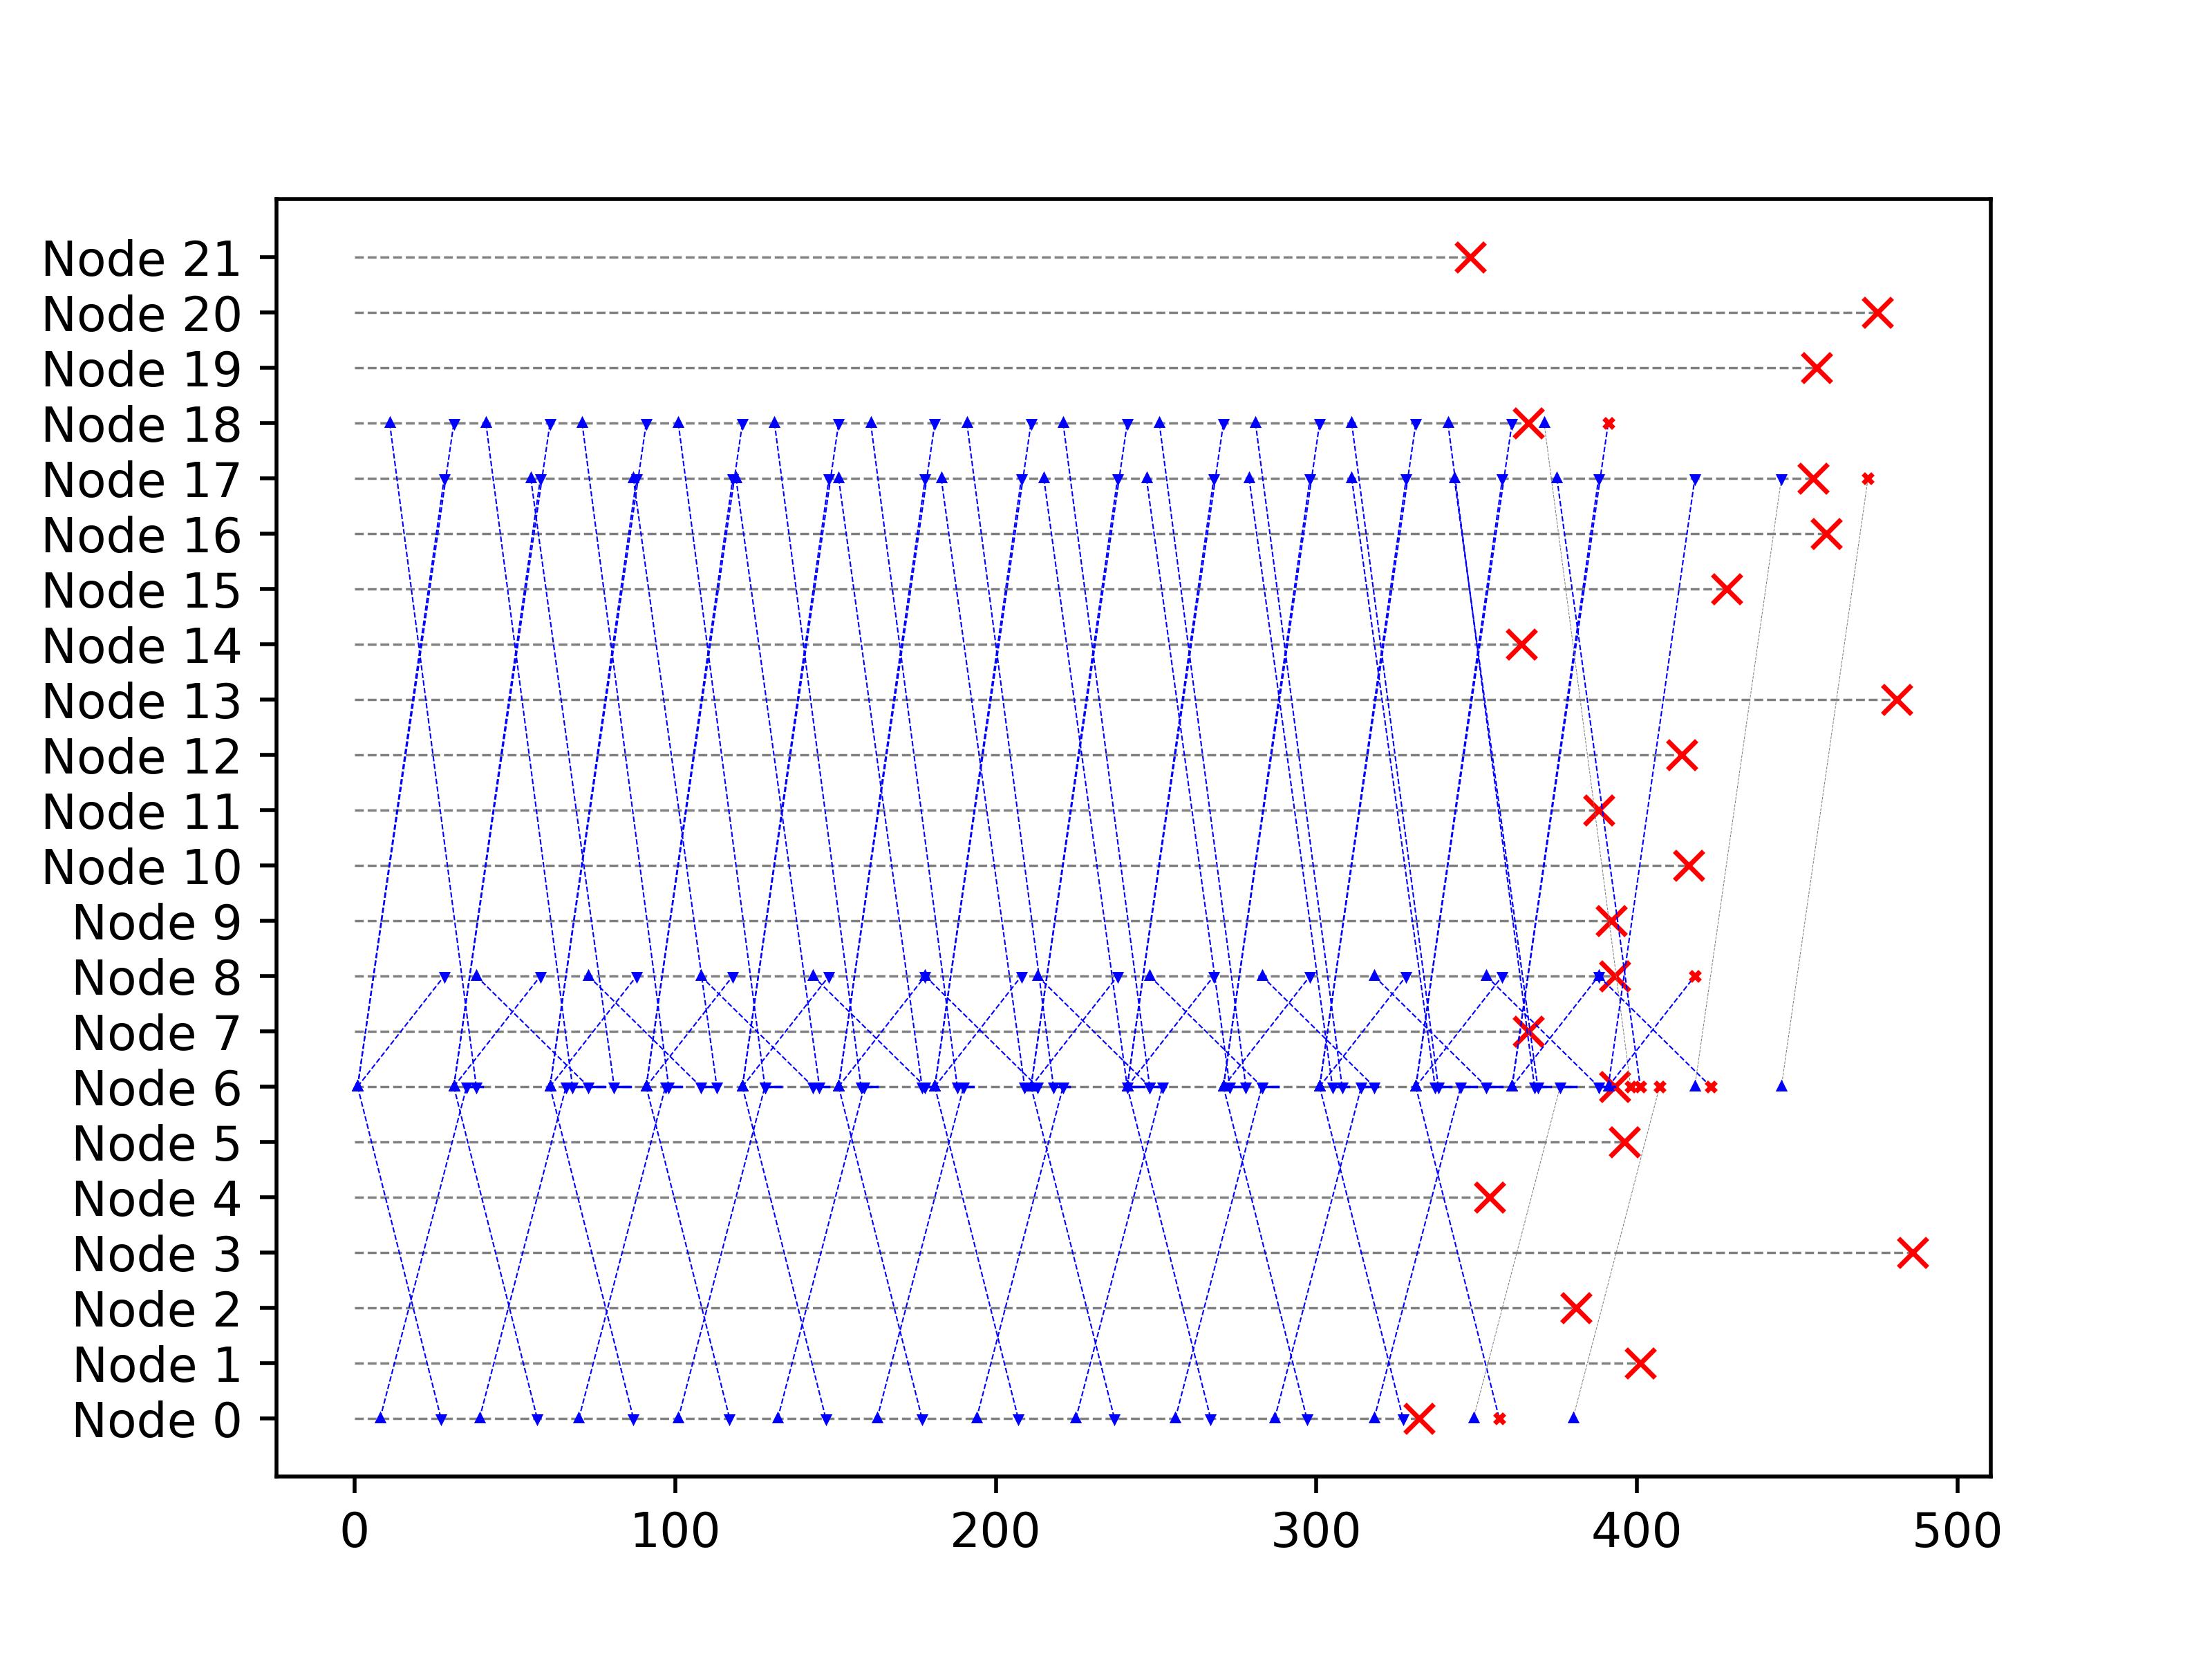 Node 21
Node 20
Node 19
Node 18
Node 17
Node 16
Node 15
Node 14
Node 13
Node 12
Node 11
Node 10
Node 9
Node 8
Node 7
Node 6
Node 5
Node 4
Node 3
Node 2
Node 1
Node 0
0 100 200 300 400 500